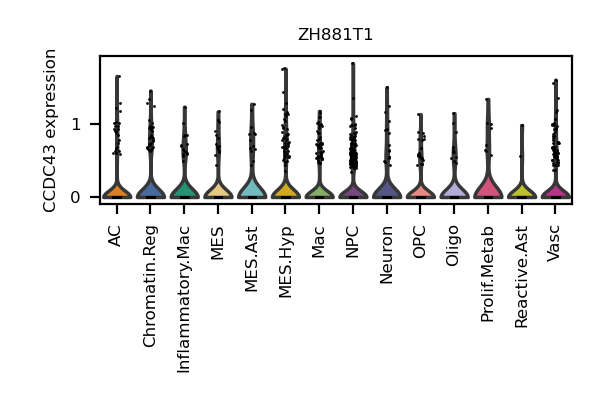 ZH881T1
CCDC43 expression
1
0
AC
Chromatin.Reg
Inflammatory.Mac
MES
MES.Ast
MES.Hyp
Mac
NPC
Neuron
OPC
Oligo
Prolif.Metab
Reactive.Ast
Vasc